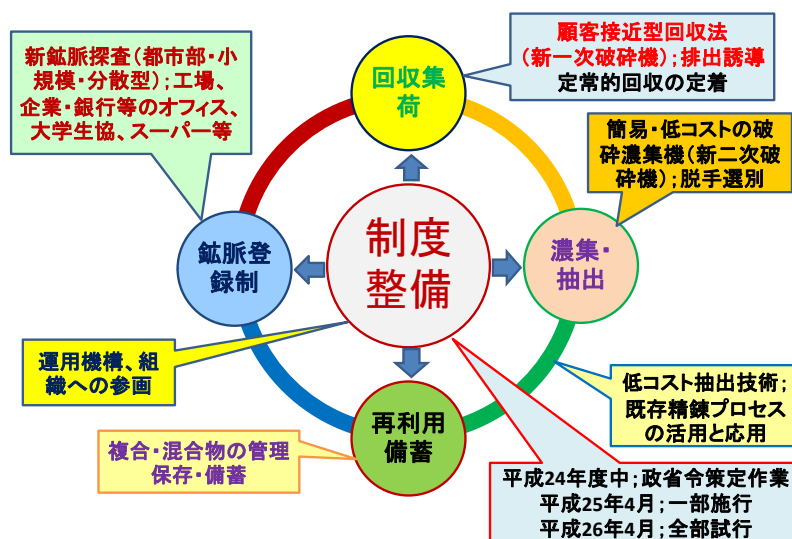 新鉱脈探査(都市部・小
規模・分散型);工場、
企業・銀行等のオフィス、
大学生協、スーパー等
回収集
荷
顧客接近型回収法
(新一次破砕機);排出誘導
定常的回収の定着
簡易・低コストの破
砕濃集機(新二次破
砕機);脱手選別
鉱脈登
録制
制度
整備
濃集・
抽出
運用機構、組
織への参画
再利用
備蓄
低コスト抽出技術;
既存精錬プロセス
の活用と応用
複合・混合物の管理
保存・備蓄
平成24年度中;政省令策定作業
平成25年4月;一部施行
平成26年4月;全部試行